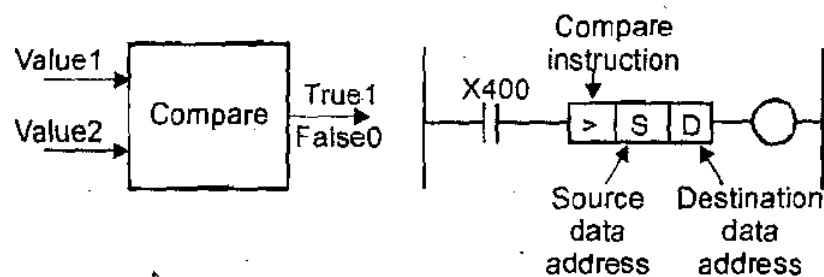 Value1
Value2
Compare
True1
False0
Compare
instruction
X400
> S D
Source
data
address
Destination
data
address